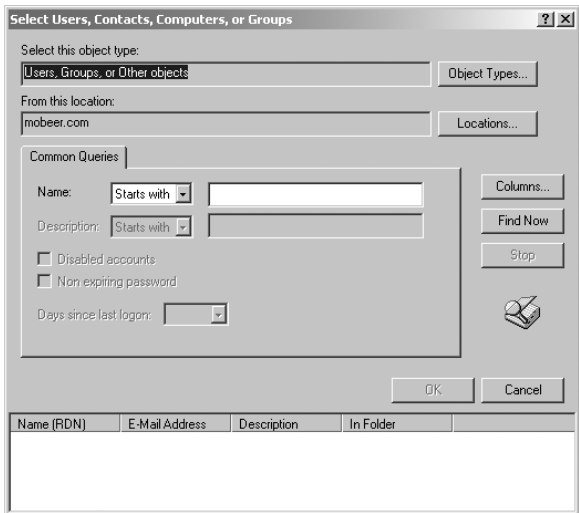 Select Users, Contacts, Computers, or Groups
Select this object type:
Users, Groups, or Other objects
Object Types...
From this location:
mobeer.com
Locations...
Common Queries
Name:
Starts with
Description:
Starts with
Disabled accounts
Non expiring password
Days since last logon:
Columns...
Find Now
Stop
OK
Cancel
Name (RDN) E-Mail Address Description In Folder